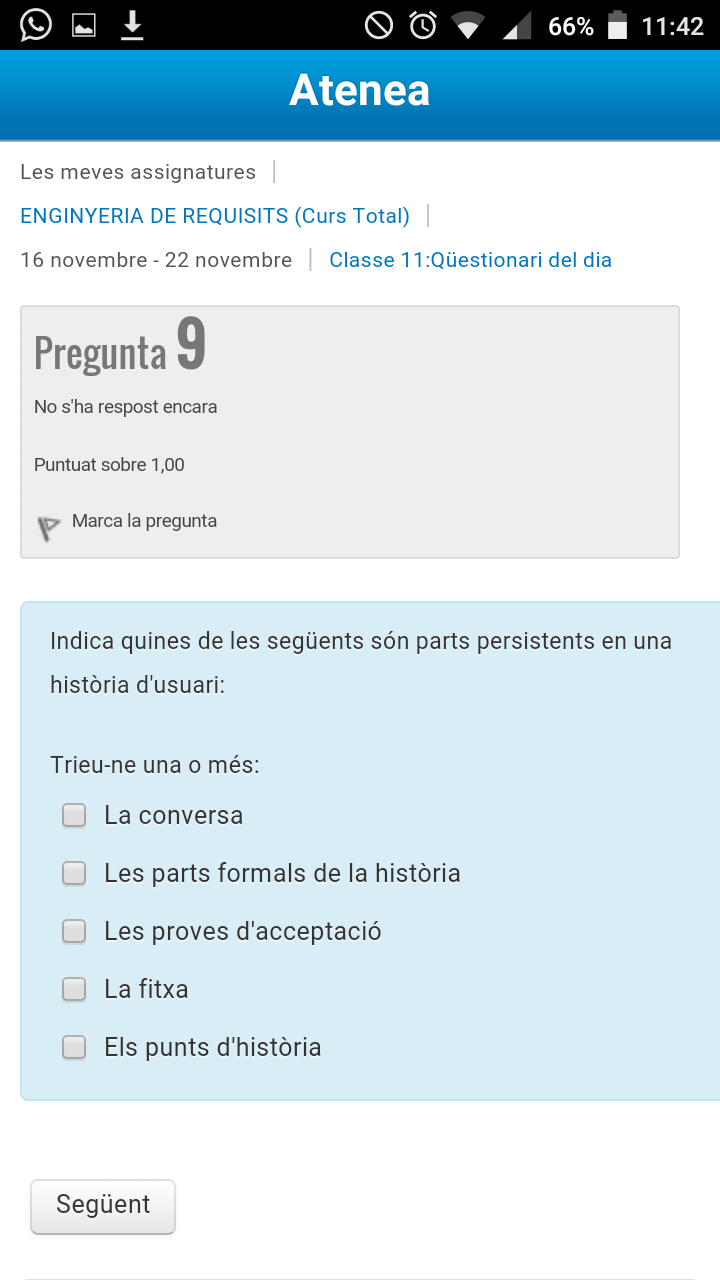 66% 11:42
Atenea
Les meves assignatures
ENGINYERIA DE REQUISITS (Curs Total)
16 novembre - 22 novembre Classe 11:Qüestionari del dia
Pregunta 9
No s'ha respost encara
Puntuat sobre 1,00
Marca la pregunta
Indica quines de les següents són parts persistents en una
història d'usuari:
Trieu-ne una o més:
La conversa
Les parts formals de la història
Les proves d'acceptació
La fitxa
Els punts d'història
Següent